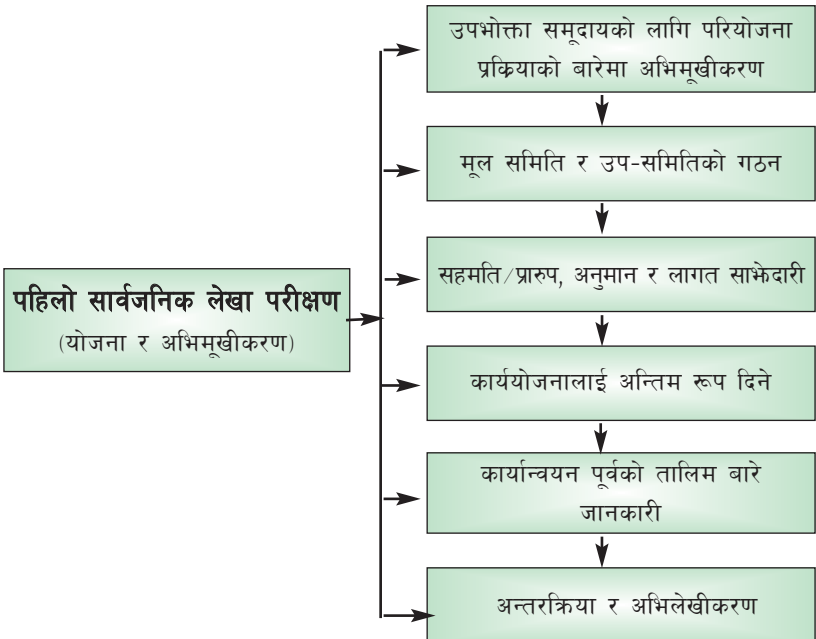 उपभोक्ता समूदायको लागि परियोजना
प्रक्रियाको बारेमा अभिमूखीकरण
मूल समिति र उप-समितिको गठन
पहिलो सार्वजनिक लेखा परीक्षण
(योजना र अभिमूखीकरण)
सहमति/प्रारुप, अनुमान र लागत साझेदारी
कार्ययोजनालाई अन्तिम रूप दिने
कार्यान्वयन पूर्वको तालिम बारे
जानकारी
अन्तरक्रिया र अभिलेखीकरण